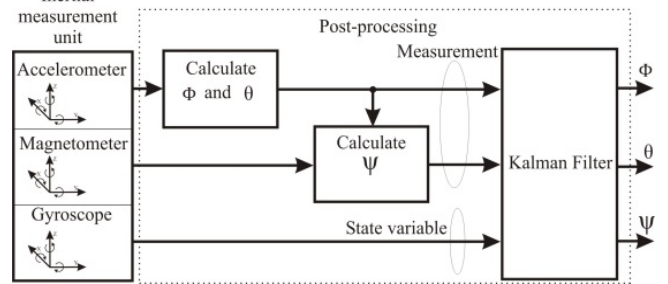 measurement
unit
Post-processing
Accelerometer
Magnetometer
Gyroscope
Calculate
Φ and θ
Calculate
Ψ
Measurement
State variable
Kalman Filter
Φ
θ
Ψ